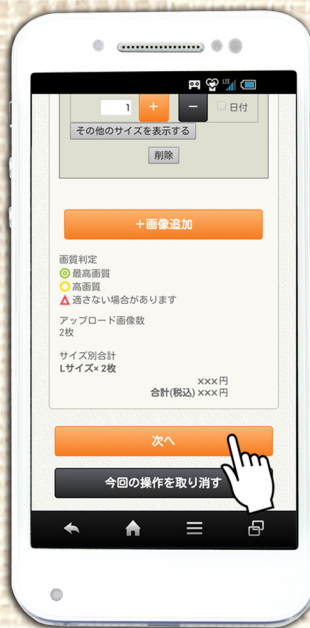 1 + − 日付
その他のサイズを表示する
削除
+画像追加
画質判定
最高画質
高画質
適さない場合があります
アップロード画像数
2枚
サイズ別合計
Lサイズ× 2枚
×××円
合計(税込) ×××円
次へ
今回の操作を取り消す